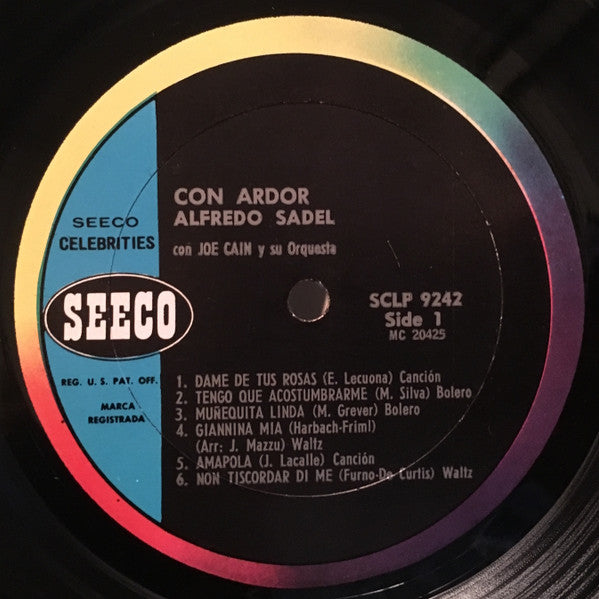 CON ARDOR
ALFREDO SADEL
con JOE CAIN y su Orquesta
SEECO
CELEBRITIES
SEECO
REG. U. S. PAT. OFF.
MARCA
REGISTRADA
SCLP 9242
Side 1
MC 20425
1. DAME DE TUS ROSAS (E. Lecuona) Canción
2. TENGO QUE ACOSTUMBRARME (M. Silva) Bolero
3. MUÑEQUITA LINDA (M. Grever) Bolero
4. GIANNINA MIA (Harbach-Friml)
(Arr: J. Mazzu) Waltz
5. AMAPOLA (J. Lacalle) Canción
6. NON TISCORDAR DI ME (Furno-De Curtis) Waltz